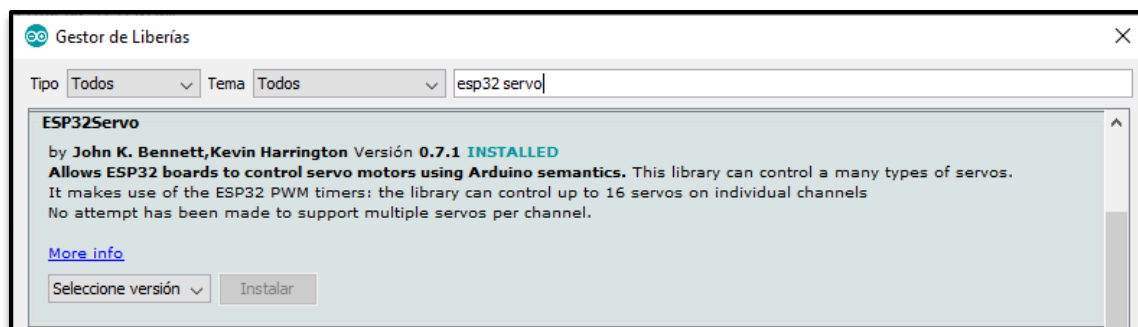 Gestor de Liberías
Tipo Todos Tema Todos esp32 servo
ESP32Servo
by John K. Bennett,Kevin Harrington Versión 0.7.1 INSTALLED
Allows ESP32 boards to control servo motors using Arduino semantics. This library can control a many types of servos.
It makes use of the ESP32 PWM timers: the library can control up to 16 servos on individual channels
No attempt has been made to support multiple servos per channel.
More info
Seleccione versión Instalar